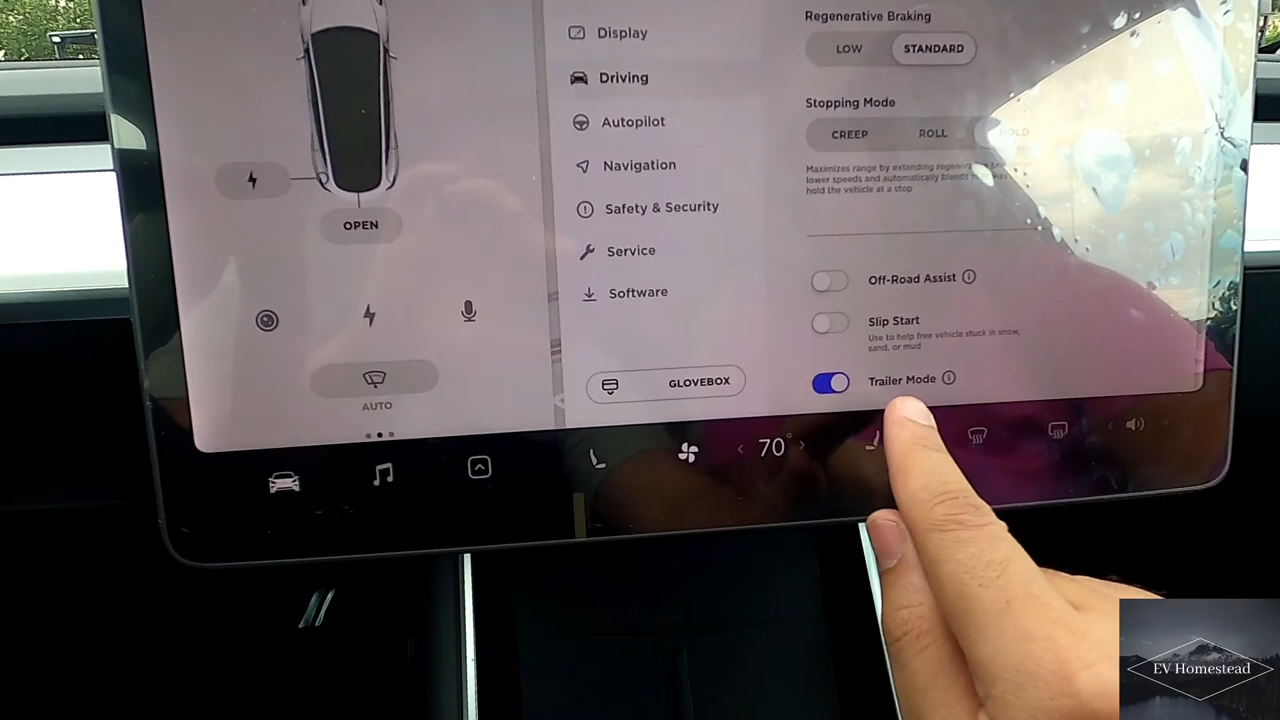 OPEN
AUTO
Display
Driving
Autopilot
Navigation
Safety & Security
Service
Software
GLOVEBOX
Regenerative Braking
LOW STANDARD
Stopping Mode
CREEP ROLL HOLD
Maximizes range by extending
lower speeds and automatically blends
hold the vehicle at a stop
Off-Road Assist
Slip Start
Use to help free vehicle stuck in snow,
sand, or mud
Trailer Mode
70°
EV Homestead